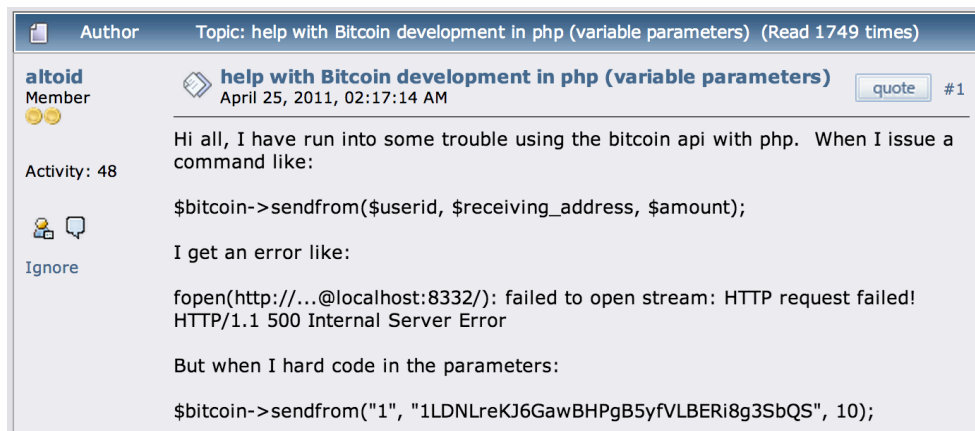 Author Topic: help with Bitcoin development in php (variable parameters) (Read 1749 times)
altoid
Member
Activity: 48
Ignore
help with Bitcoin development in php (variable parameters)
April 25, 2011, 02:17:14 AM
quote #1
Hi all, I have run into some trouble using the bitcoin api with php. When I issue a
command like:
$bitcoin->sendfrom($userid, $receiving_address, $amount);
I get an error like:
fopen(http://...@localhost:8332/): failed to open stream: HTTP request failed!
HTTP/1.1 500 Internal Server Error
But when I hard code in the parameters:
$bitcoin->sendfrom("1", "1LDNLreKJ6GawBHPgB5yfVLBERi8g3SbQS", 10);